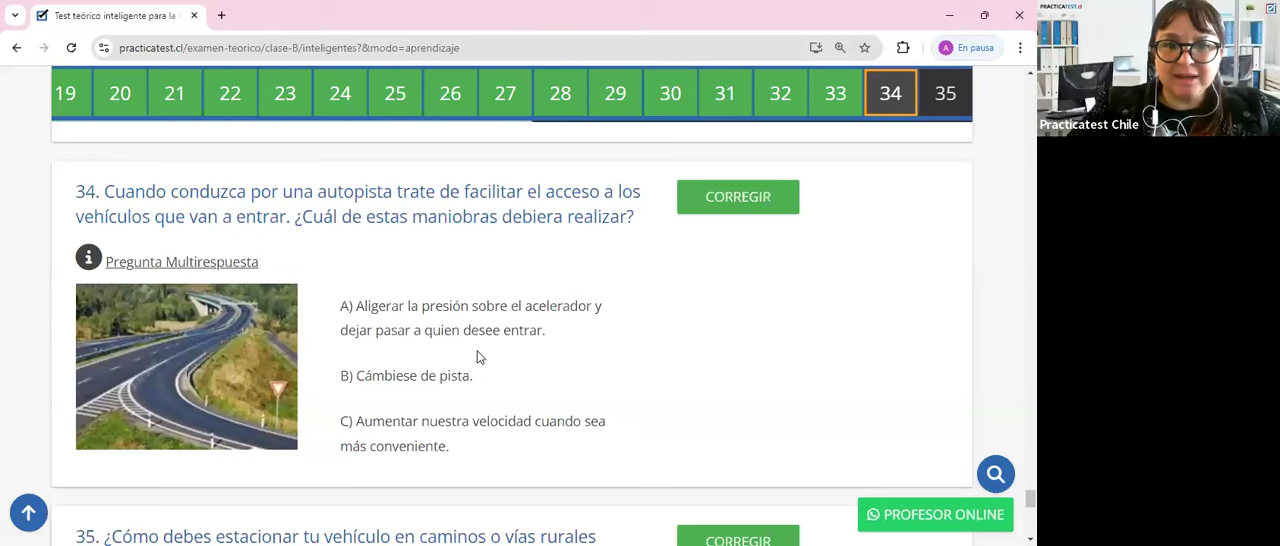 Test teórico inteligente para la
practicatest.cl/examen-teorico/clase-B/inteligentes?&modo=aprendizaje
A
En pausa
PRACTICATEST.cl
Practicatest Chile
19 20 21 22 23 24 25 26 27 28 29 30 31 32 33 34 35
34. Cuando conduzca por una autopista trate de facilitar el acceso a los
vehículos que van a entrar. ¿Cuál de estas maniobras debiera realizar?
CORREGIR
i
Pregunta Multirespuesta
A) Aligerar la presión sobre el acelerador y
dejar pasar a quien desee entrar.
B) Cámbiese de pista.
C) Aumentar nuestra velocidad cuando sea
más conveniente.
PROFESOR ONLINE
35. ¿Cómo debes estacionar tu vehículo en caminos o vías rurales
CORREGIR